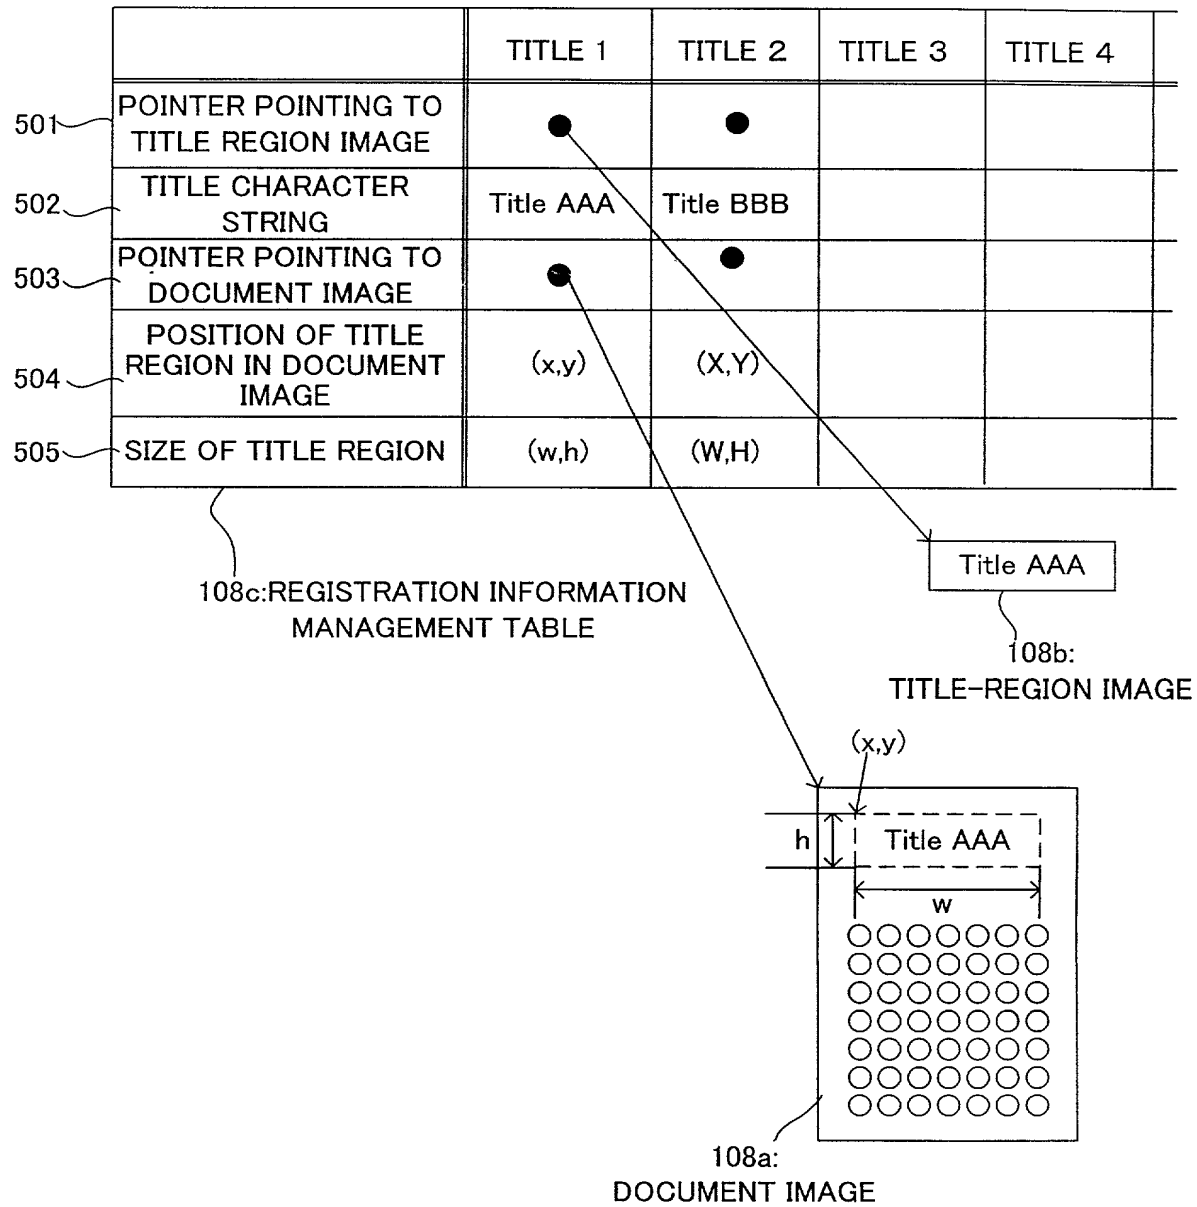 TITLE 1 TITLE 2 TITLE 3 TITLE 4
501 POINTER POINTING TO
TITLE REGION IMAGE
502 TITLE CHARACTER
STRING
Title AAA Title BBB
503 POINTER POINTING TO
DOCUMENT IMAGE
504 POSITION OF TITLE
REGION IN DOCUMENT
IMAGE
(x,y) (X,Y)
505 SIZE OF TITLE REGION (w,h) (W,H)
Title AAA
108c:REGISTRATION INFORMATION
MANAGEMENT TABLE
108b:
TITLE-REGION IMAGE
(x,y)
h Title AAA
w
108a:
DOCUMENT IMAGE